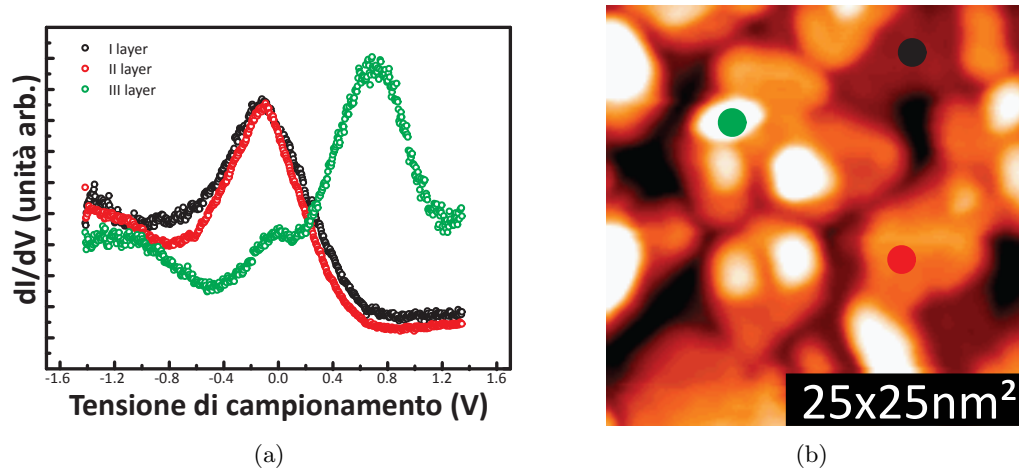 I layer
II layer
III layer
dI/dV (unità arb.)
-1.6 -1.2 -0.8 -0.4 0.0 0.4 0.8 1.2 1.6
Tensione di campionamento (V)
25x25nm²
(a) (b)